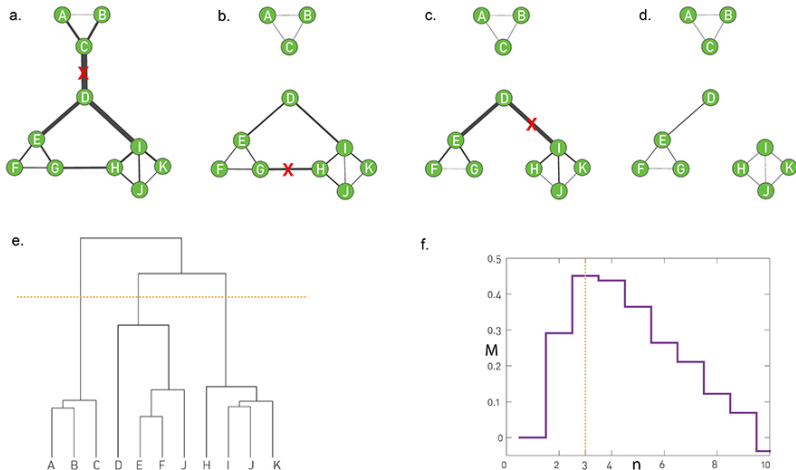 a.
A B
C
X
D
E
I
F G H K
J
b.
A B
C
D
E
I
F G X H K
J
c.
A B
C
D
X
E I
F G H K
J
d.
A B
C
D
E I
F G H K
J
e.
A B C D E F J H I J K
f.
0.5
0.4
0.3
M
0.2
0.1
0
0 2 3 4 6 8 10
n